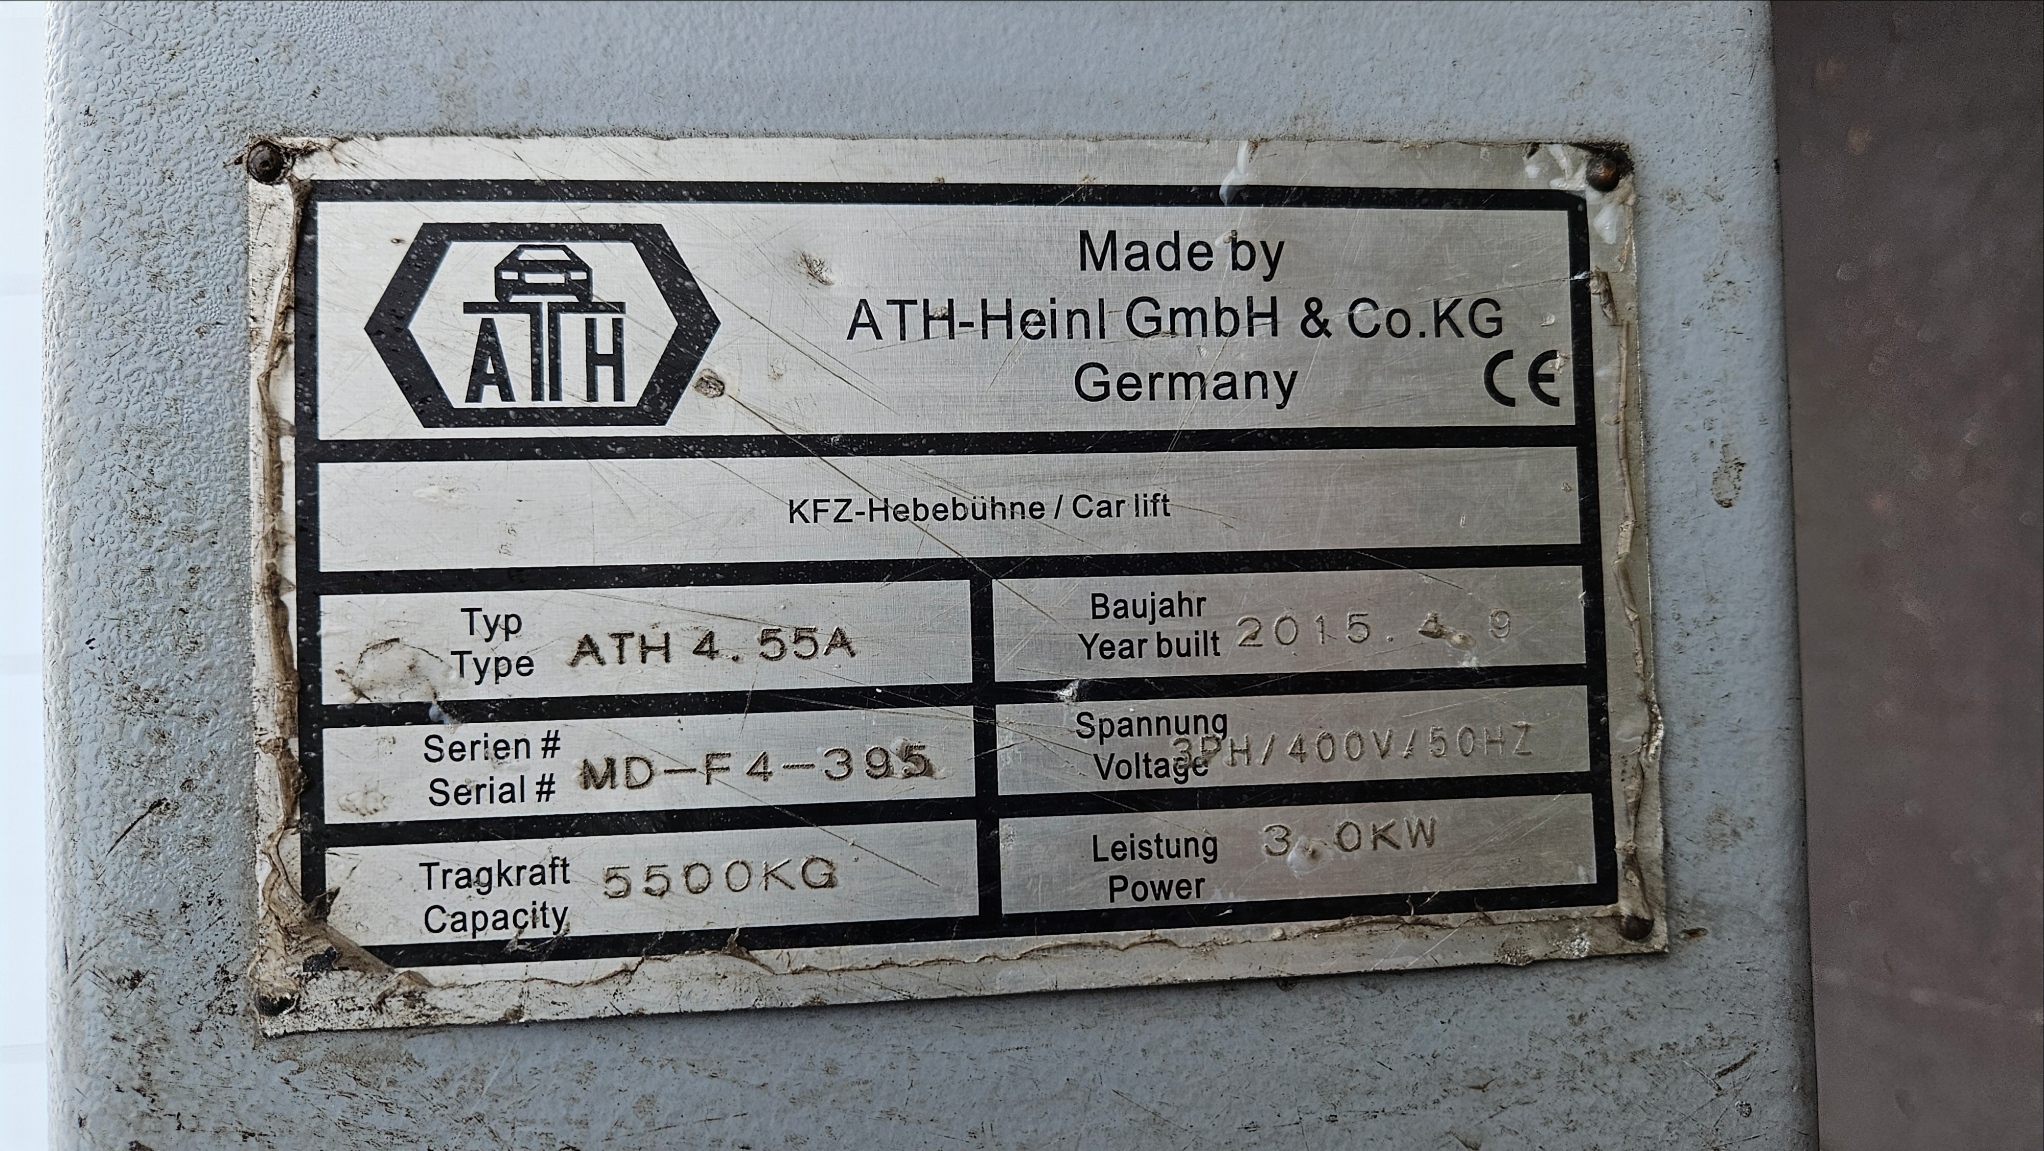 ATH
Made by
ATH-Heinl GmbH & Co.KG
Germany
CE
KFZ-Hebebühne / Car lift
Typ
Type ATH 4.55A
Baujahr
Year built 2015.4.9
Serien #
Serial # MD-F4-395
Spannung
Voltage 3PH/400V/50HZ
Tragkraft
Capacity 5500KG
Leistung
Power 3.0KW